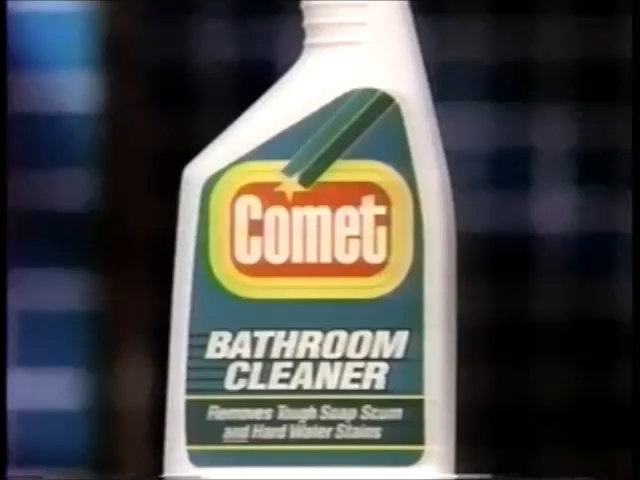 Comet
BATHROOM
CLEANER
Removes Tough Soap Scum
and Hard Water Stains